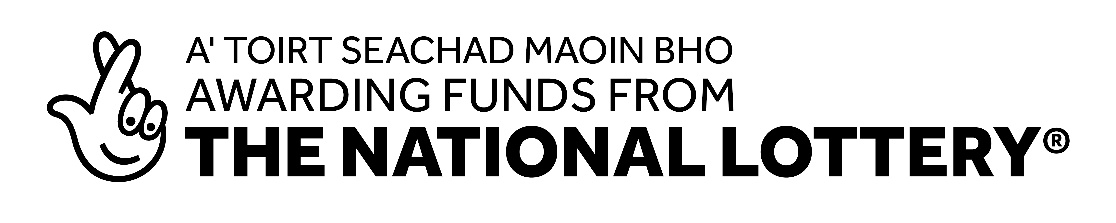 A' TOIRT SEACHAD MAOIN BHO
AWARDING FUNDS FROM
THE NATIONAL LOTTERY®